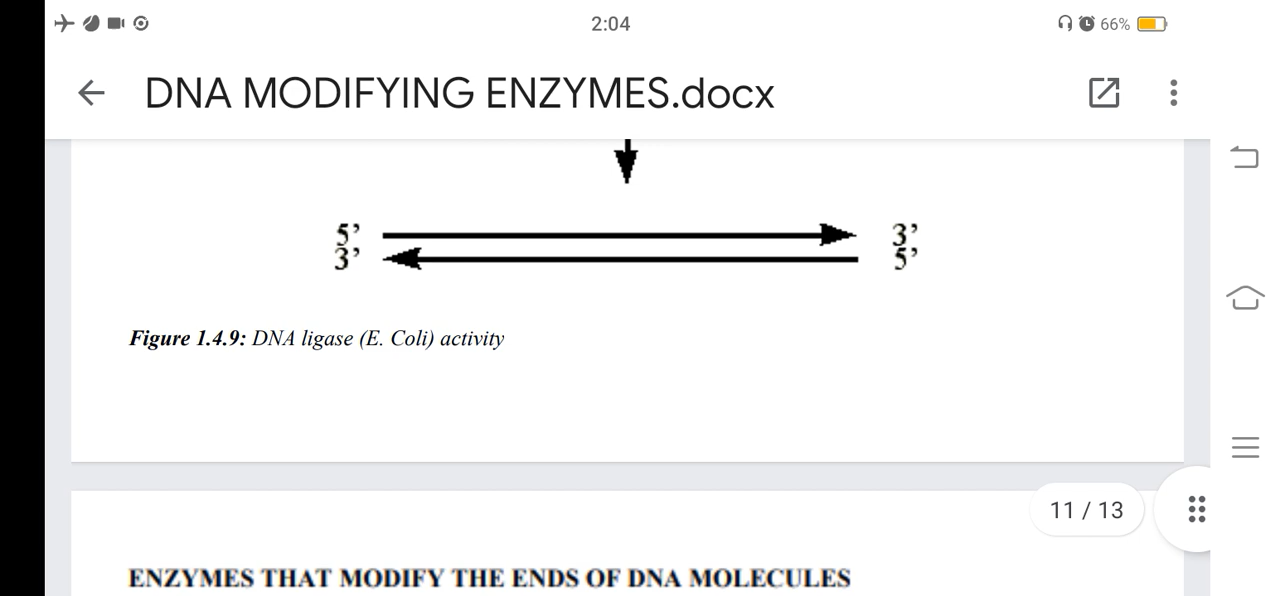 2:04
66%
DNA MODIFYING ENZYMES.docx
5’ 3’
3’ 5’
Figure 1.4.9: DNA ligase (E. Coli) activity
11 / 13
ENZYMES THAT MODIFY THE ENDS OF DNA MOLECULES